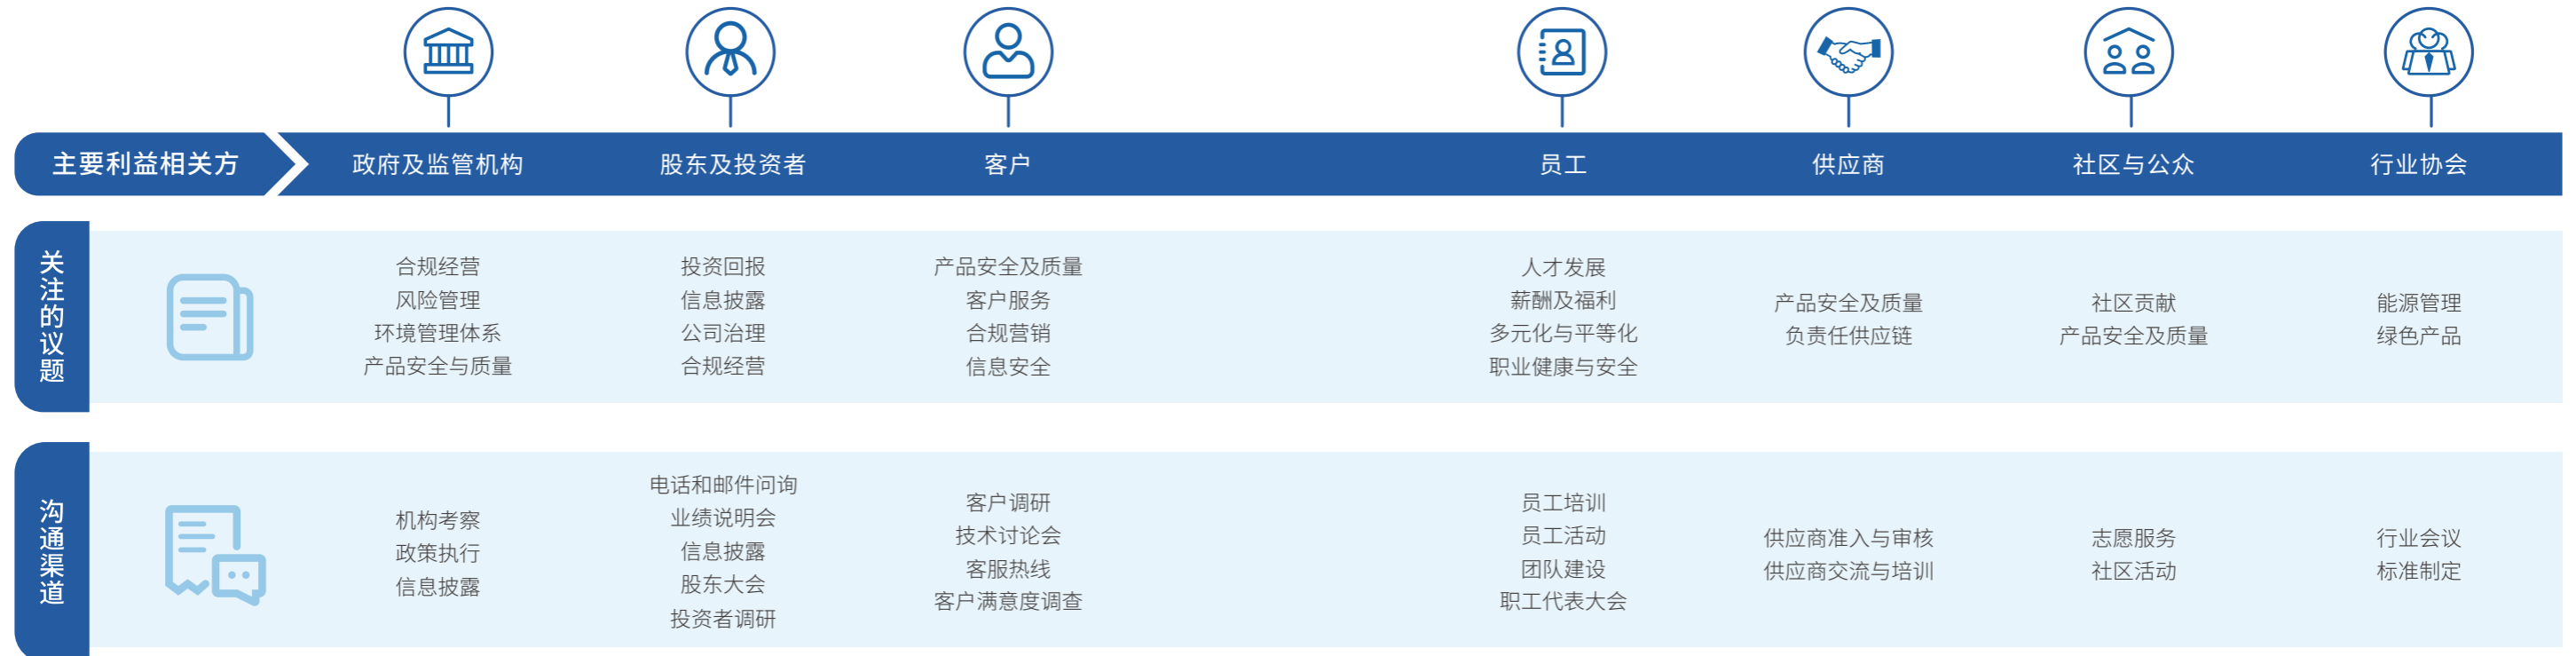 主要利益相关方
政府及监管机构
股东及投资者
客户
员工
供应商
社区与公众
行业协会
关注的议题
合规经营
风险管理
环境管理体系
产品安全与质量
投资回报
信息披露
公司治理
合规经营
产品安全及质量
客户服务
合规营销
信息安全
人才发展
薪酬及福利
多元化与平等化
职业健康与安全
产品安全及质量
负责任供应链
社区贡献
产品安全及质量
能源管理
绿色产品
沟通渠道
机构考察
政策执行
信息披露
电话和邮件问询
业绩说明会
信息披露
股东大会
投资者调研
客户调研
技术讨论会
客服热线
客户满意度调查
员工培训
员工活动
团队建设
职工代表大会
供应商准入与审核
供应商交流与培训
志愿服务
社区活动
行业会议
标准制定